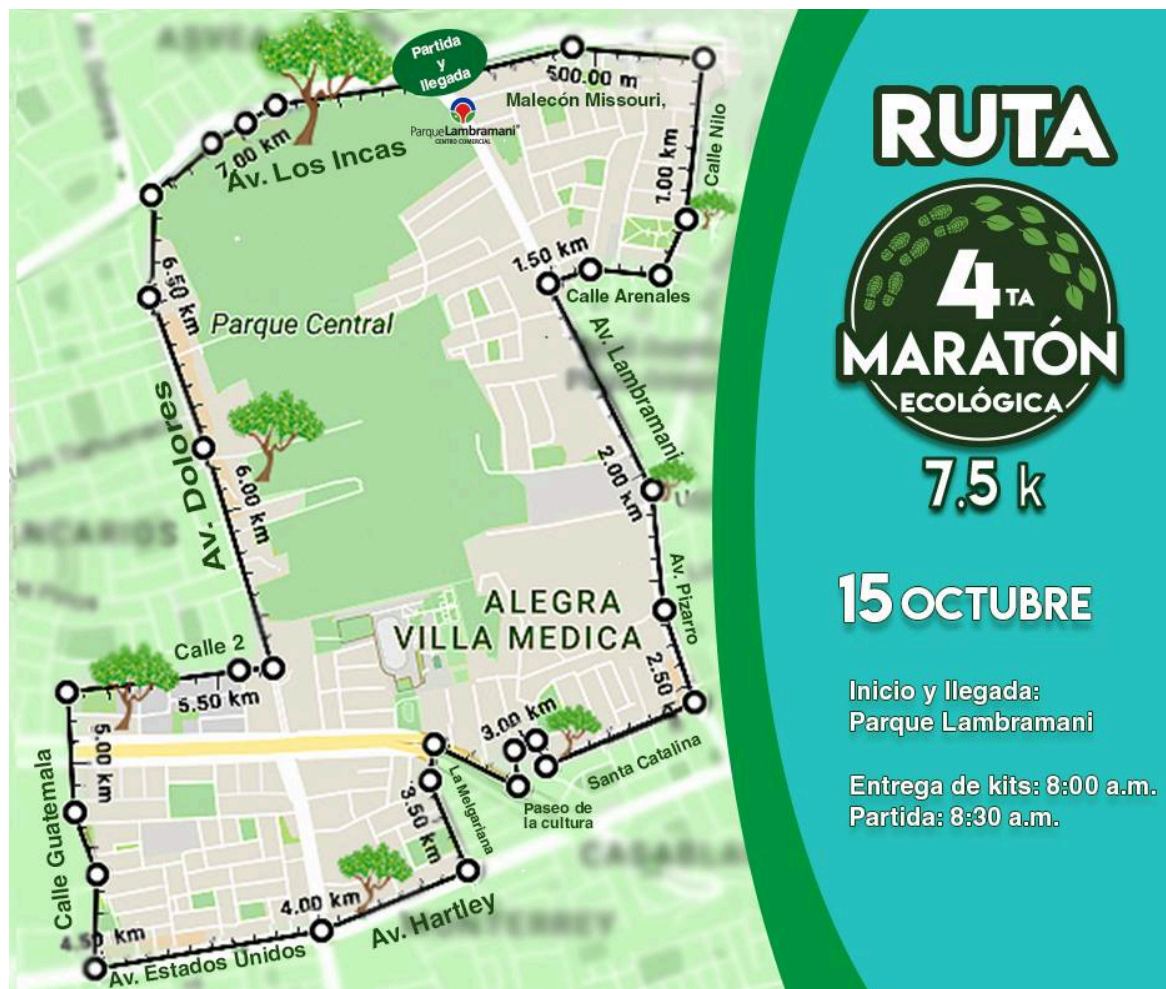 Partida
y
llegada
500.00 m
Malecón Missouri,
ParqueLambramani
CENTRO COMERCIAL
7.00 km
Av. Los Incas
Calle Nilo
7.00 km
1.50 km
Calle Arenales
6.50 km
Parque Central
Av. Lambramani
2.00 km
Av. Dolores
6.00 km
Av. Pizarro
ALEGRA
VILLA MEDICA
2.50
Calle 2
5.50 km
3.00 km
Santa Catalina
5.00 km
La Melgariana
Paseo de
la cultura
3.50 km
Calle Guatemala
4.00 km
Av. Hartley
4.50 km
Av. Estados Unidos
RUTA
4TA
MARATÓN
ECOLÓGICA
7.5 k
15 OCTUBRE
Inicio y llegada:
Parque Lambramani
Entrega de kits: 8:00 a.m.
Partida: 8:30 a.m.